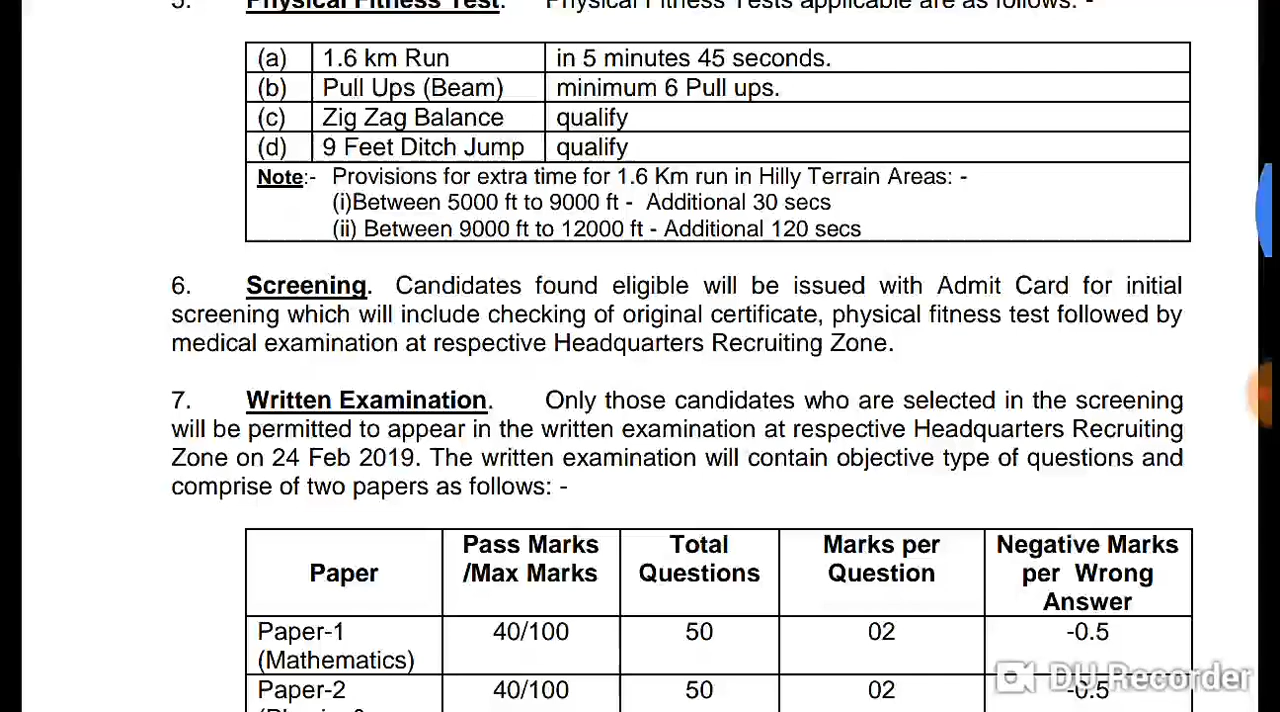 5. Physical Fitness Test. Physical Fitness Tests applicable are as follows: -
(a) 1.6 km Run in 5 minutes 45 seconds.
(b) Pull Ups (Beam) minimum 6 Pull ups.
(c) Zig Zag Balance qualify
(d) 9 Feet Ditch Jump qualify
Note:- Provisions for extra time for 1.6 Km run in Hilly Terrain Areas: -
(i)Between 5000 ft to 9000 ft - Additional 30 secs
(ii) Between 9000 ft to 12000 ft - Additional 120 secs
6. Screening. Candidates found eligible will be issued with Admit Card for initial
screening which will include checking of original certificate, physical fitness test followed by
medical examination at respective Headquarters Recruiting Zone.
7. Written Examination. Only those candidates who are selected in the screening
will be permitted to appear in the written examination at respective Headquarters Recruiting
Zone on 24 Feb 2019. The written examination will contain objective type of questions and
comprise of two papers as follows: -
Paper
Pass Marks
/Max Marks
Total
Questions
Marks per
Question
Negative Marks
per Wrong
Answer
Paper-1
(Mathematics)
40/100
50
02
-0.5
Paper-2
40/100
50
02
-0.5
DU Recorder